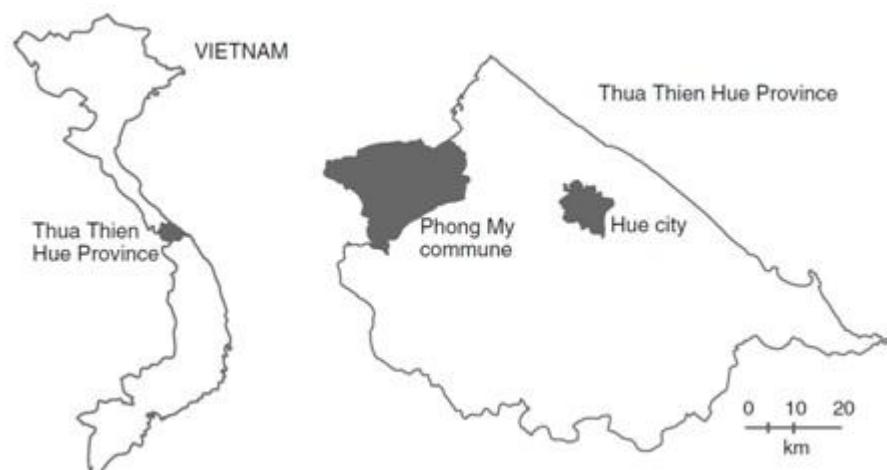 VIETNAM
Thua Thien
Hue Province
Thua Thien Hue Province
Phong My
commune
Hue city
0 10 20
km